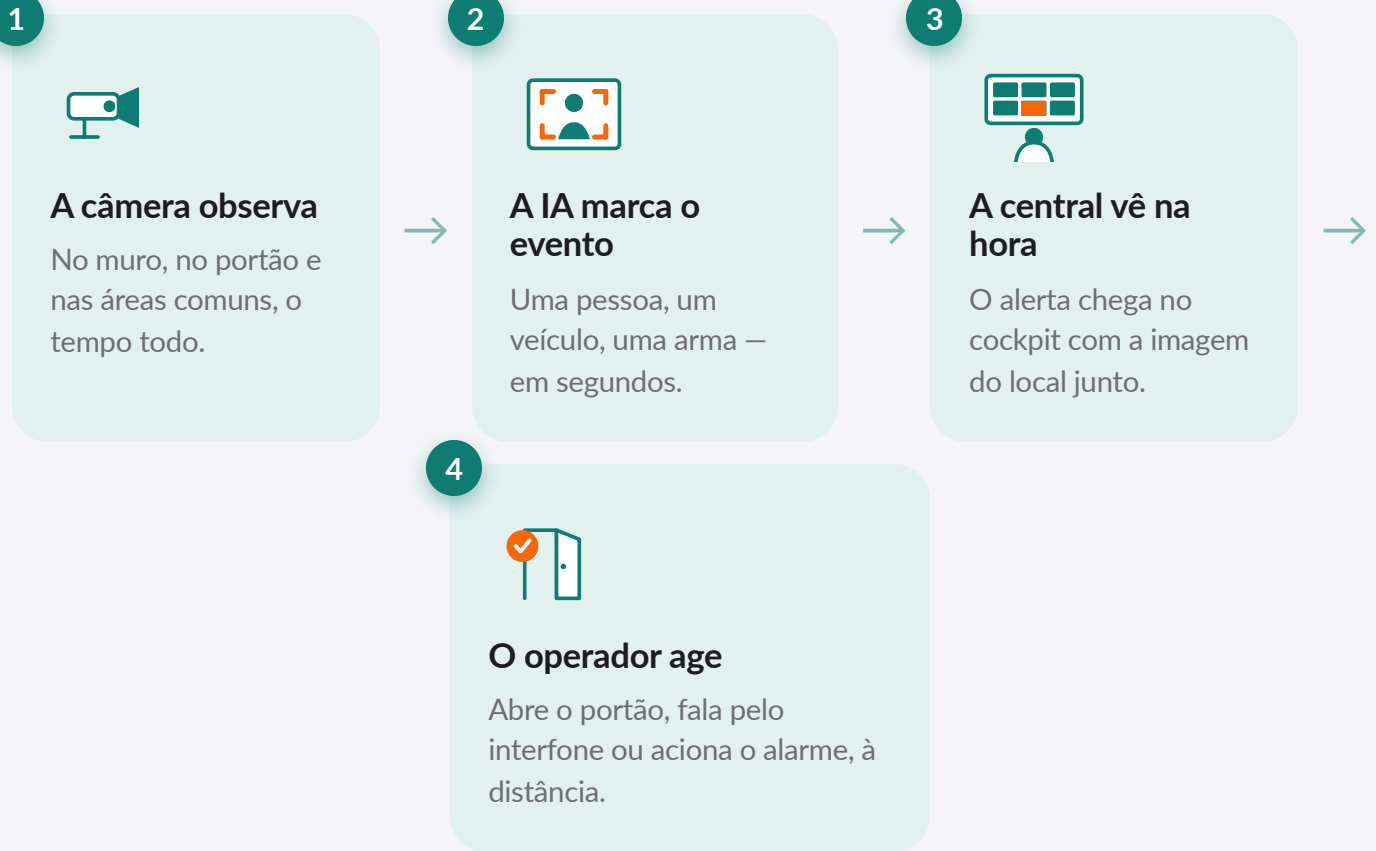 1
A câmera observa
No muro, no portão e
nas áreas comuns, o
tempo todo.
2
A IA marca o
evento
Uma pessoa, um
veículo, uma arma —
em segundos.
3
A central vê na
hora
O alerta chega no
cockpit com a imagem
do local junto.
4
O operador age
Abre o portão, fala pelo
interfone ou aciona o alarme, à
distância.